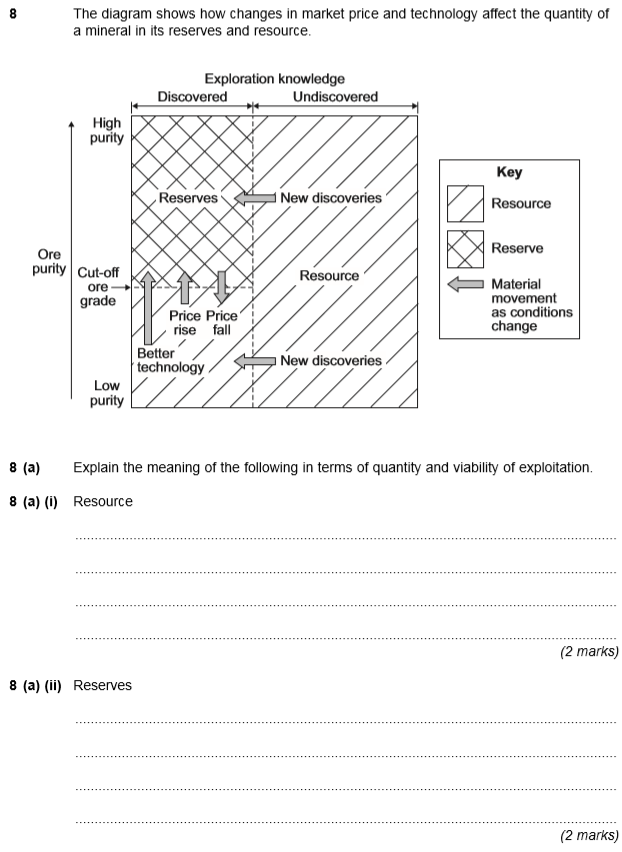 8 The diagram shows how changes in market price and technology affect the quantity of
a mineral in its reserves and resource.
Exploration knowledge
Discovered Undiscovered
High
purity
Reserves New discoveries
Ore
purity
Cut-off
ore
grade
Resource
Price
rise
Price
fall
Better
technology
New discoveries
Low
purity
Key
Resource
Reserve
Material
movement
as conditions
change
8 (a) Explain the meaning of the following in terms of quantity and viability of exploitation.
8 (a) (i) Resource
(2 marks)
8 (a) (ii) Reserves
(2 marks)